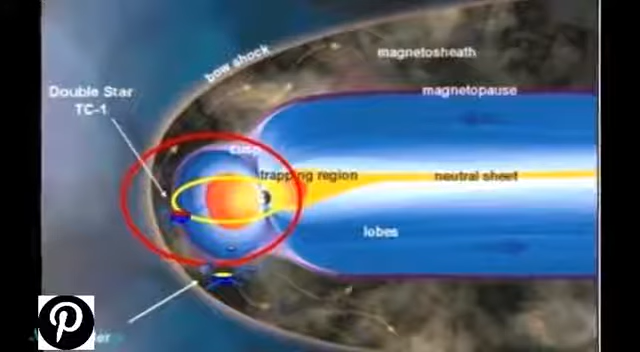 bow shock
magnetosheath
Double Star
TC-1
magnetopause
cusp
trapping region
neutral sheet
lobes